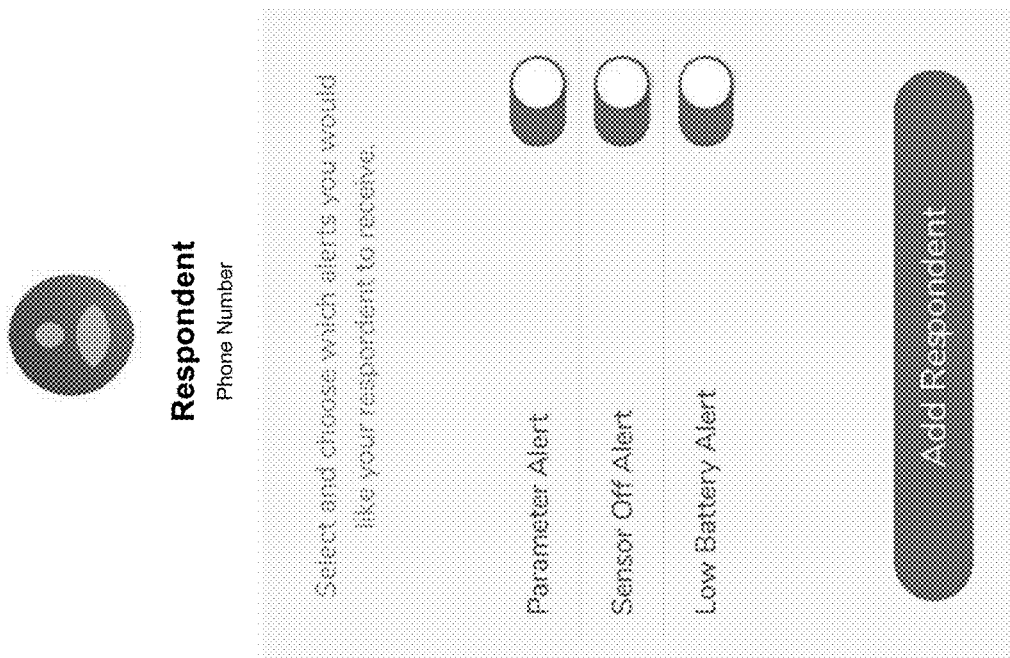 Respondent
Phone Number
Select and choose which alerts you would
like your respondent to receive.
Parameter Alert
Sensor Off Alert
Low Battery Alert
Add Respondent